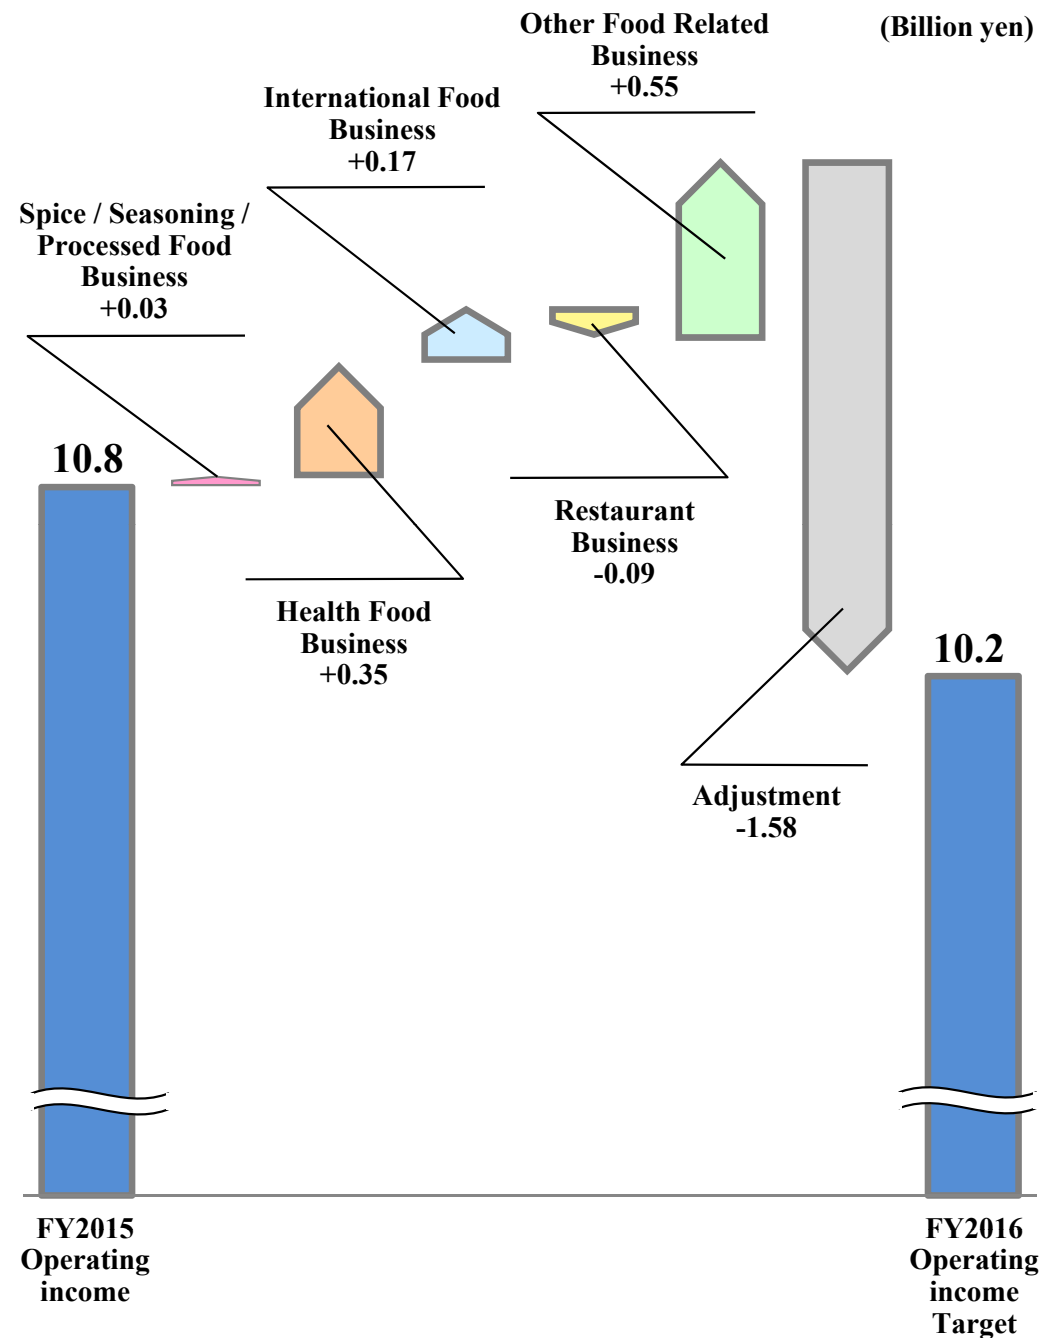 (Billion yen)
Other Food Related
Business
+0.55
International Food
Business
+0.17
Spice / Seasoning /
Processed Food
Business
+0.03
10.8
Restaurant
Business
-0.09
Health Food
Business
+0.35
10.2
Adjustment
-1.58
FY2015
Operating
income
FY2016
Operating
income
Target